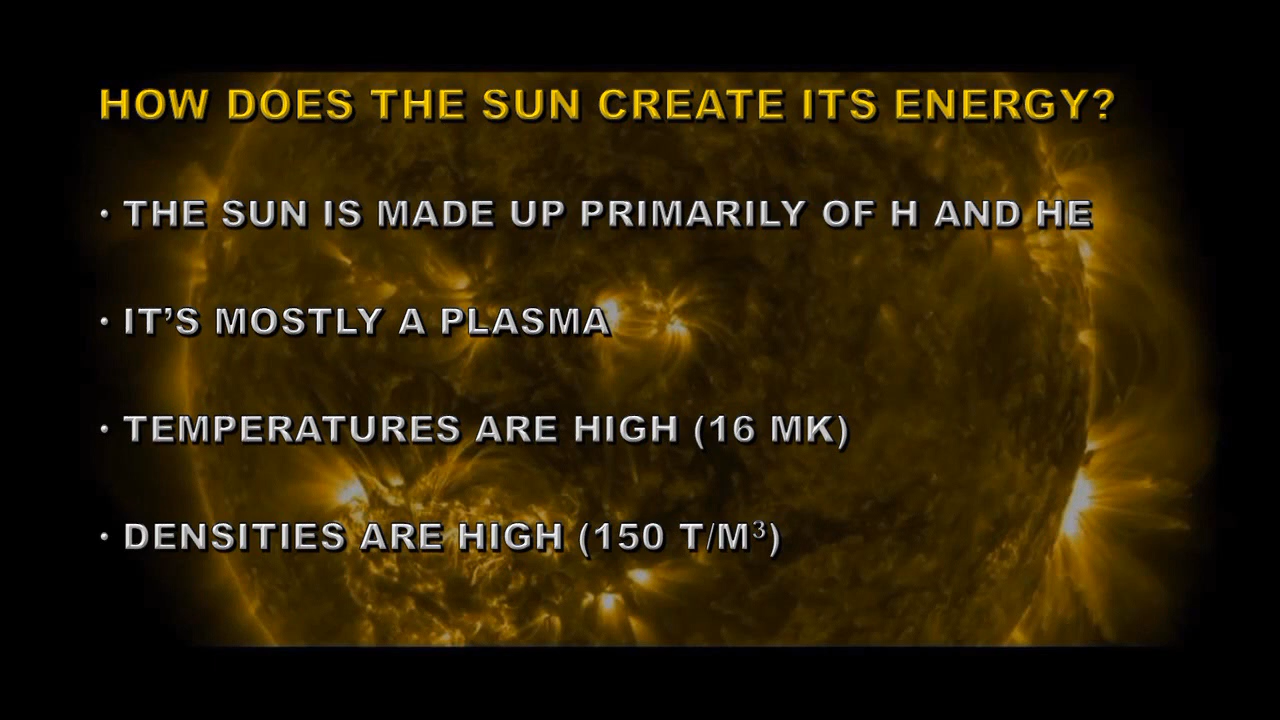 HOW DOES THE SUN CREATE ITS ENERGY?
• THE SUN IS MADE UP PRIMARILY OF H AND HE
• IT'S MOSTLY A PLASMA
• TEMPERATURES ARE HIGH (16 MK)
• DENSITIES ARE HIGH (150 T/M³)